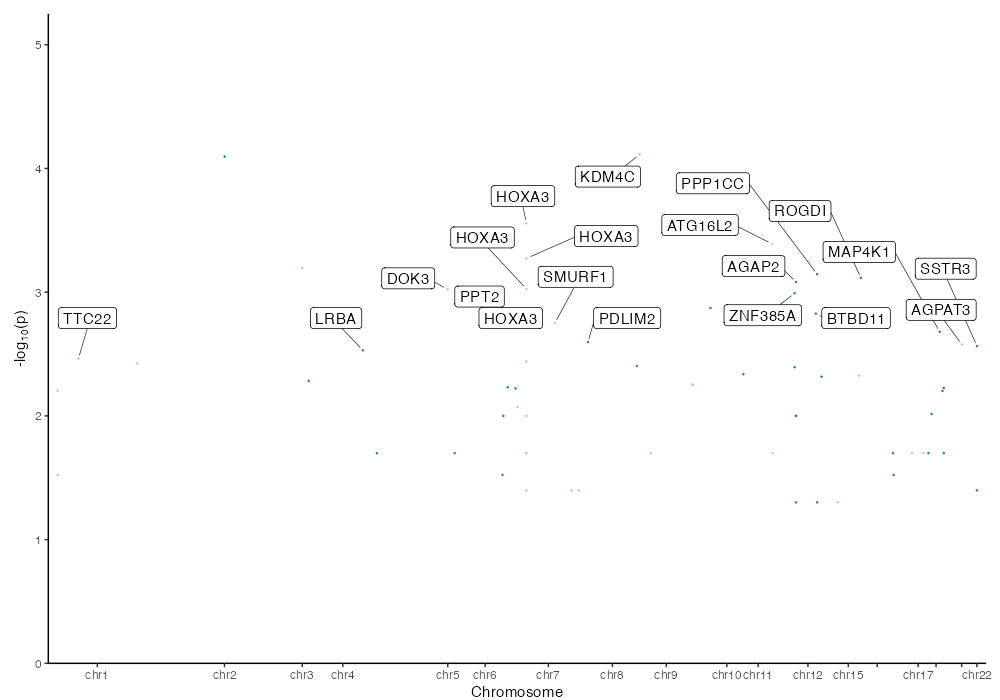 5
4
3
2
1
0
-log10(p)
KDM4C
PPP1CC
HOXA3
ROGDI
ATG16L2
HOXA3
HOXA3
MAP4K1
AGAP2
SSTR3
DOK3
SMURF1
PPT2
AGPAT3
TTC22
LRBA
HOXA3
PDLIM2
ZNF385A
BTBD11
chr1 chr2 chr3 chr4 chr5 chr6 chr7 chr8 chr9 chr10 chr11 chr12 chr15 chr17 chr22
Chromosome